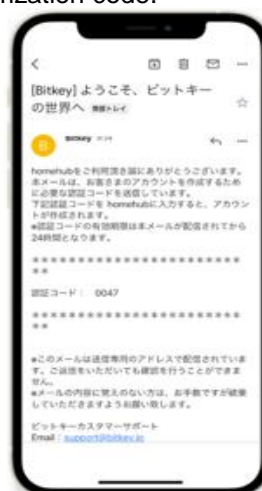 ization code.
[Bitkey] ようこそ、ビットキー
の世界へ 受信トレイ
B
Bitkey
homehubをご利用頂き誠にありがとうございます。
本メールは、お客さまのアカウントを作成するため
に必要な認証コードを送信しています。
下記認証コードを homehubに入力すると、アカウン
トが作成されます。
※認証コードの有効期限は本メールが配信されてから
24時間となります。
************************
**
認証コード： 0047
************************
**
※このメールは送信専用のアドレスで配信されていま
す。ご返信をいただいても確認を行うことができま
せん。
※メールの内容に覚えのない方は、お手数ですが破棄
していただきますようお願い致します。
ビットキーカスタマーサポート
Email : support@bitkey.jp